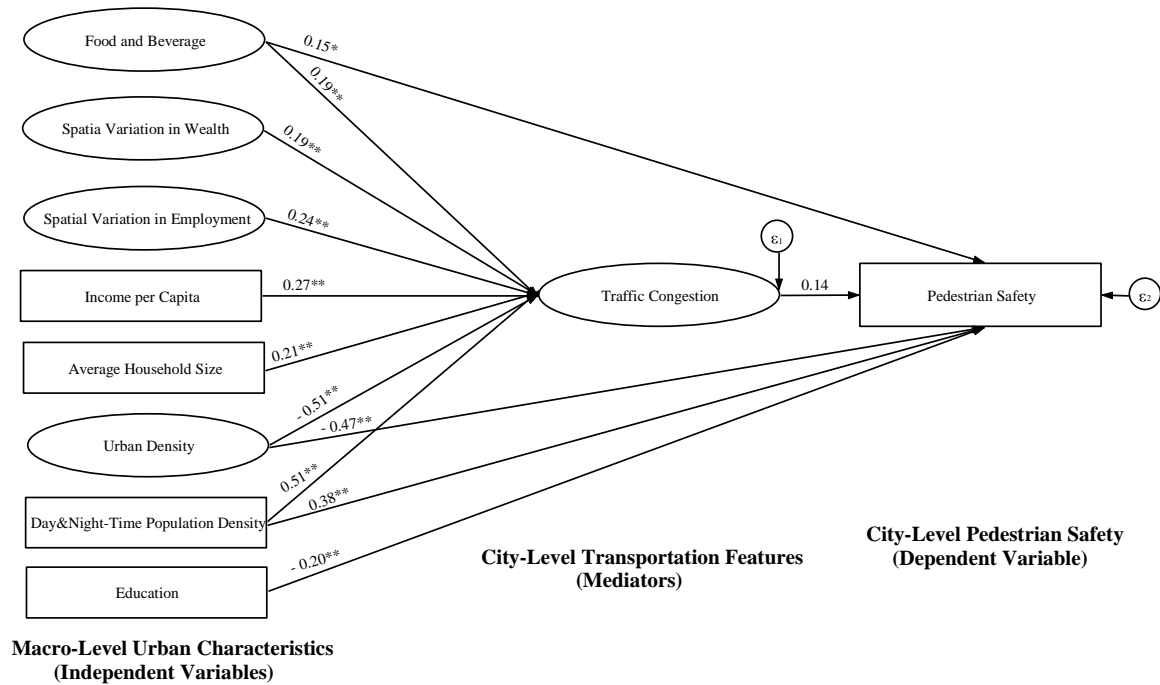 Food and Beverage
0.15*
0.19**
Spatia Variation in Wealth
0.19**
Spatial Variation in Employment
0.24**
ε1
Income per Capita
0.27**
Traffic Congestion
0.14
Pedestrian Safety
ε2
Average Household Size
0.21**
Urban Density
- 0.51**
- 0.47**
Day&Night-Time Population Density
0.51**
0.38**
Education
- 0.20**
City-Level Transportation Features
(Mediators)
City-Level Pedestrian Safety
(Dependent Variable)
Macro-Level Urban Characteristics
(Independent Variables)